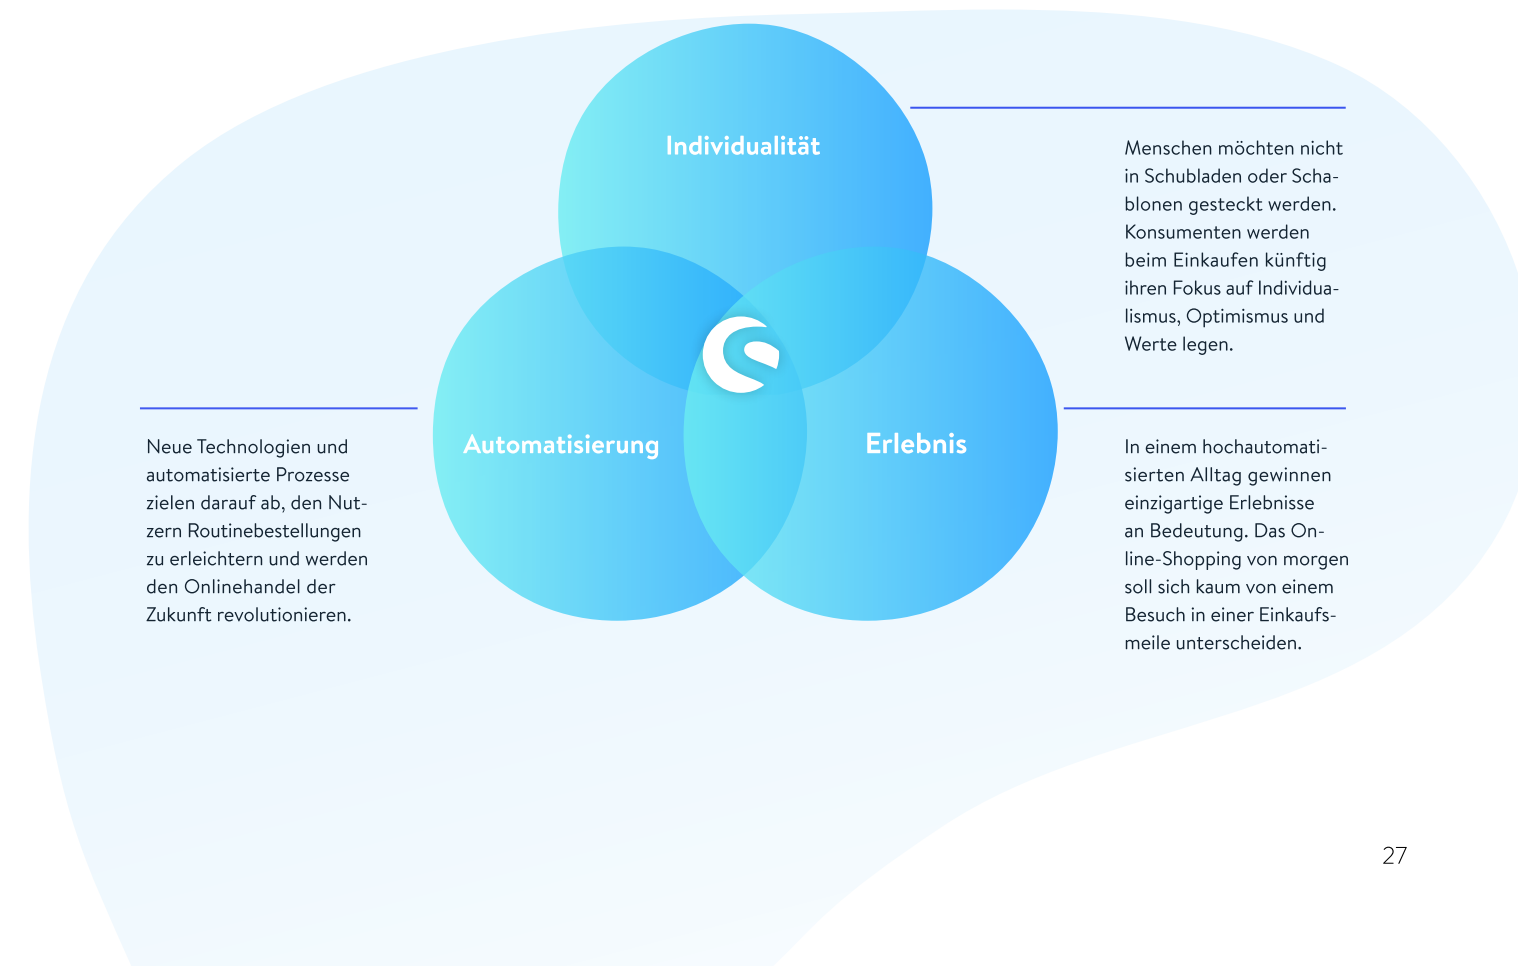 Individualität
Menschen möchten nicht
in Schubladen oder Scha-
blonen gesteckt werden.
Konsumenten werden
beim Einkaufen künftig
ihren Fokus auf Individua-
lismus, Optimismus und
Werte legen.
Automatisierung
Neue Technologien und
automatisierte Prozesse
zielen darauf ab, den Nut-
zern Routinebestellungen
zu erleichtern und werden
den Onlinehandel der
Zukunft revolutionieren.
Erlebnis
In einem hochautomati-
sierten Alltag gewinnen
einzigartige Erlebnisse
an Bedeutung. Das On-
line-Shopping von morgen
soll sich kaum von einem
Besuch in einer Einkaufs-
meile unterscheiden.
27